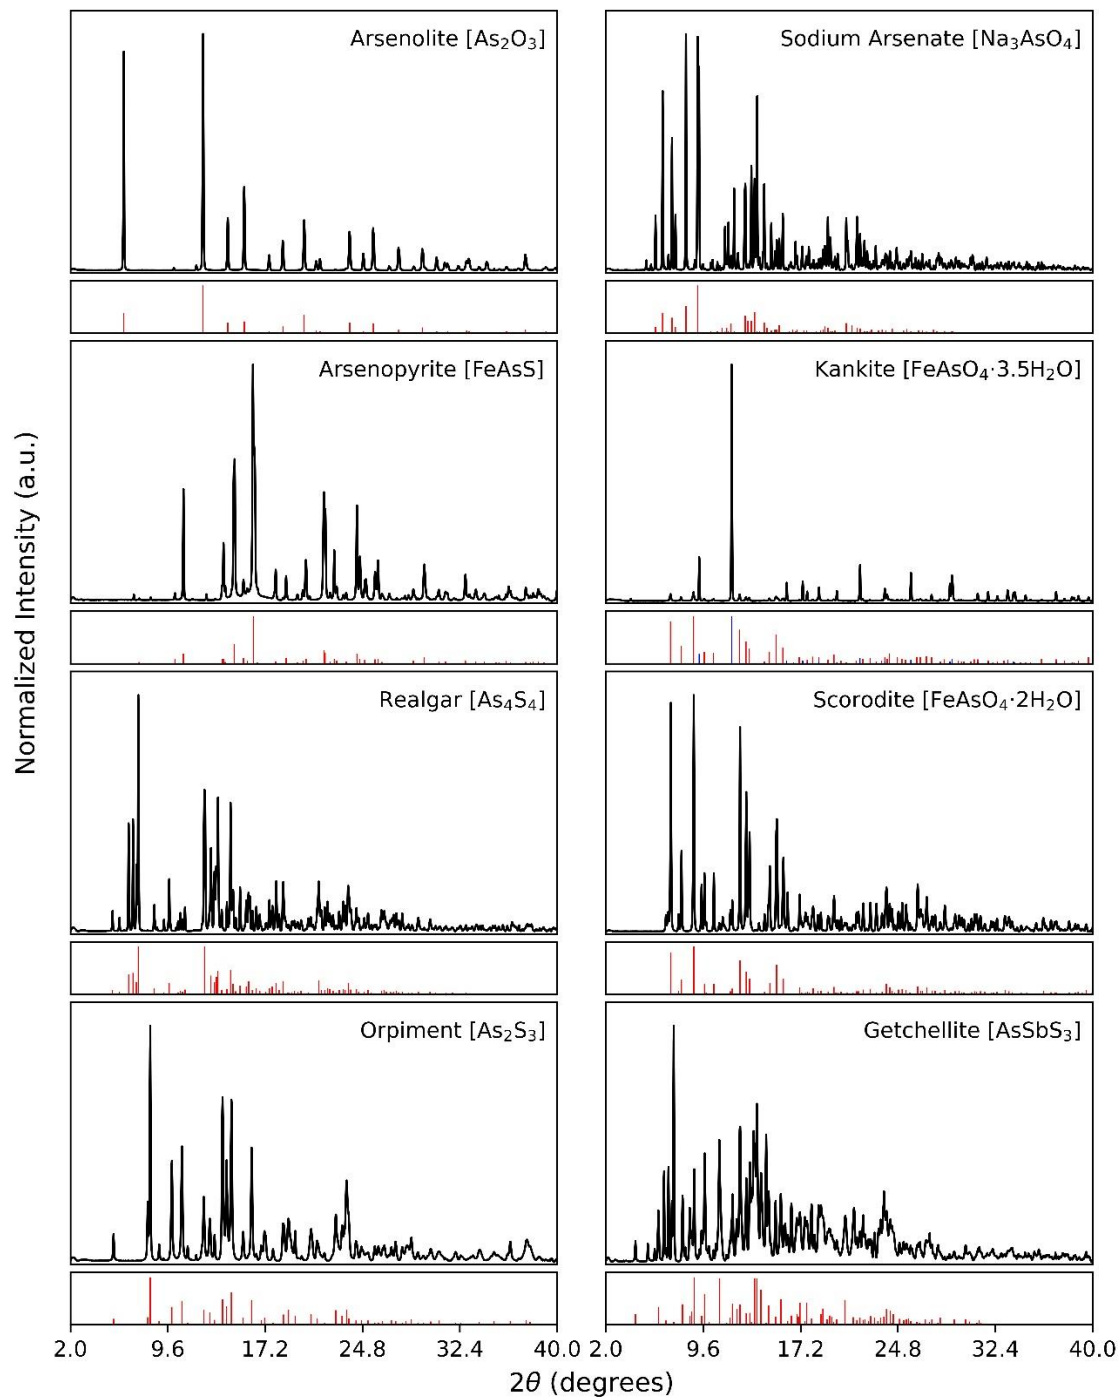 Arsenolite [As₂O₃]
Sodium Arsenate [Na₃AsO₄]
Arsenopyrite [FeAsS]
Kankite [FeAsO₄·3.5H₂O]
Realgar [As₄S₄]
Scorodite [FeAsO₄·2H₂O]
Orpiment [As₂S₃]
Getchellite [AsSbS₃]
Normalized Intensity (a.u.)
2.0 9.6 17.2 24.8 32.4 40.0 2.0 9.6 17.2 24.8 32.4 40.0
2θ (degrees)